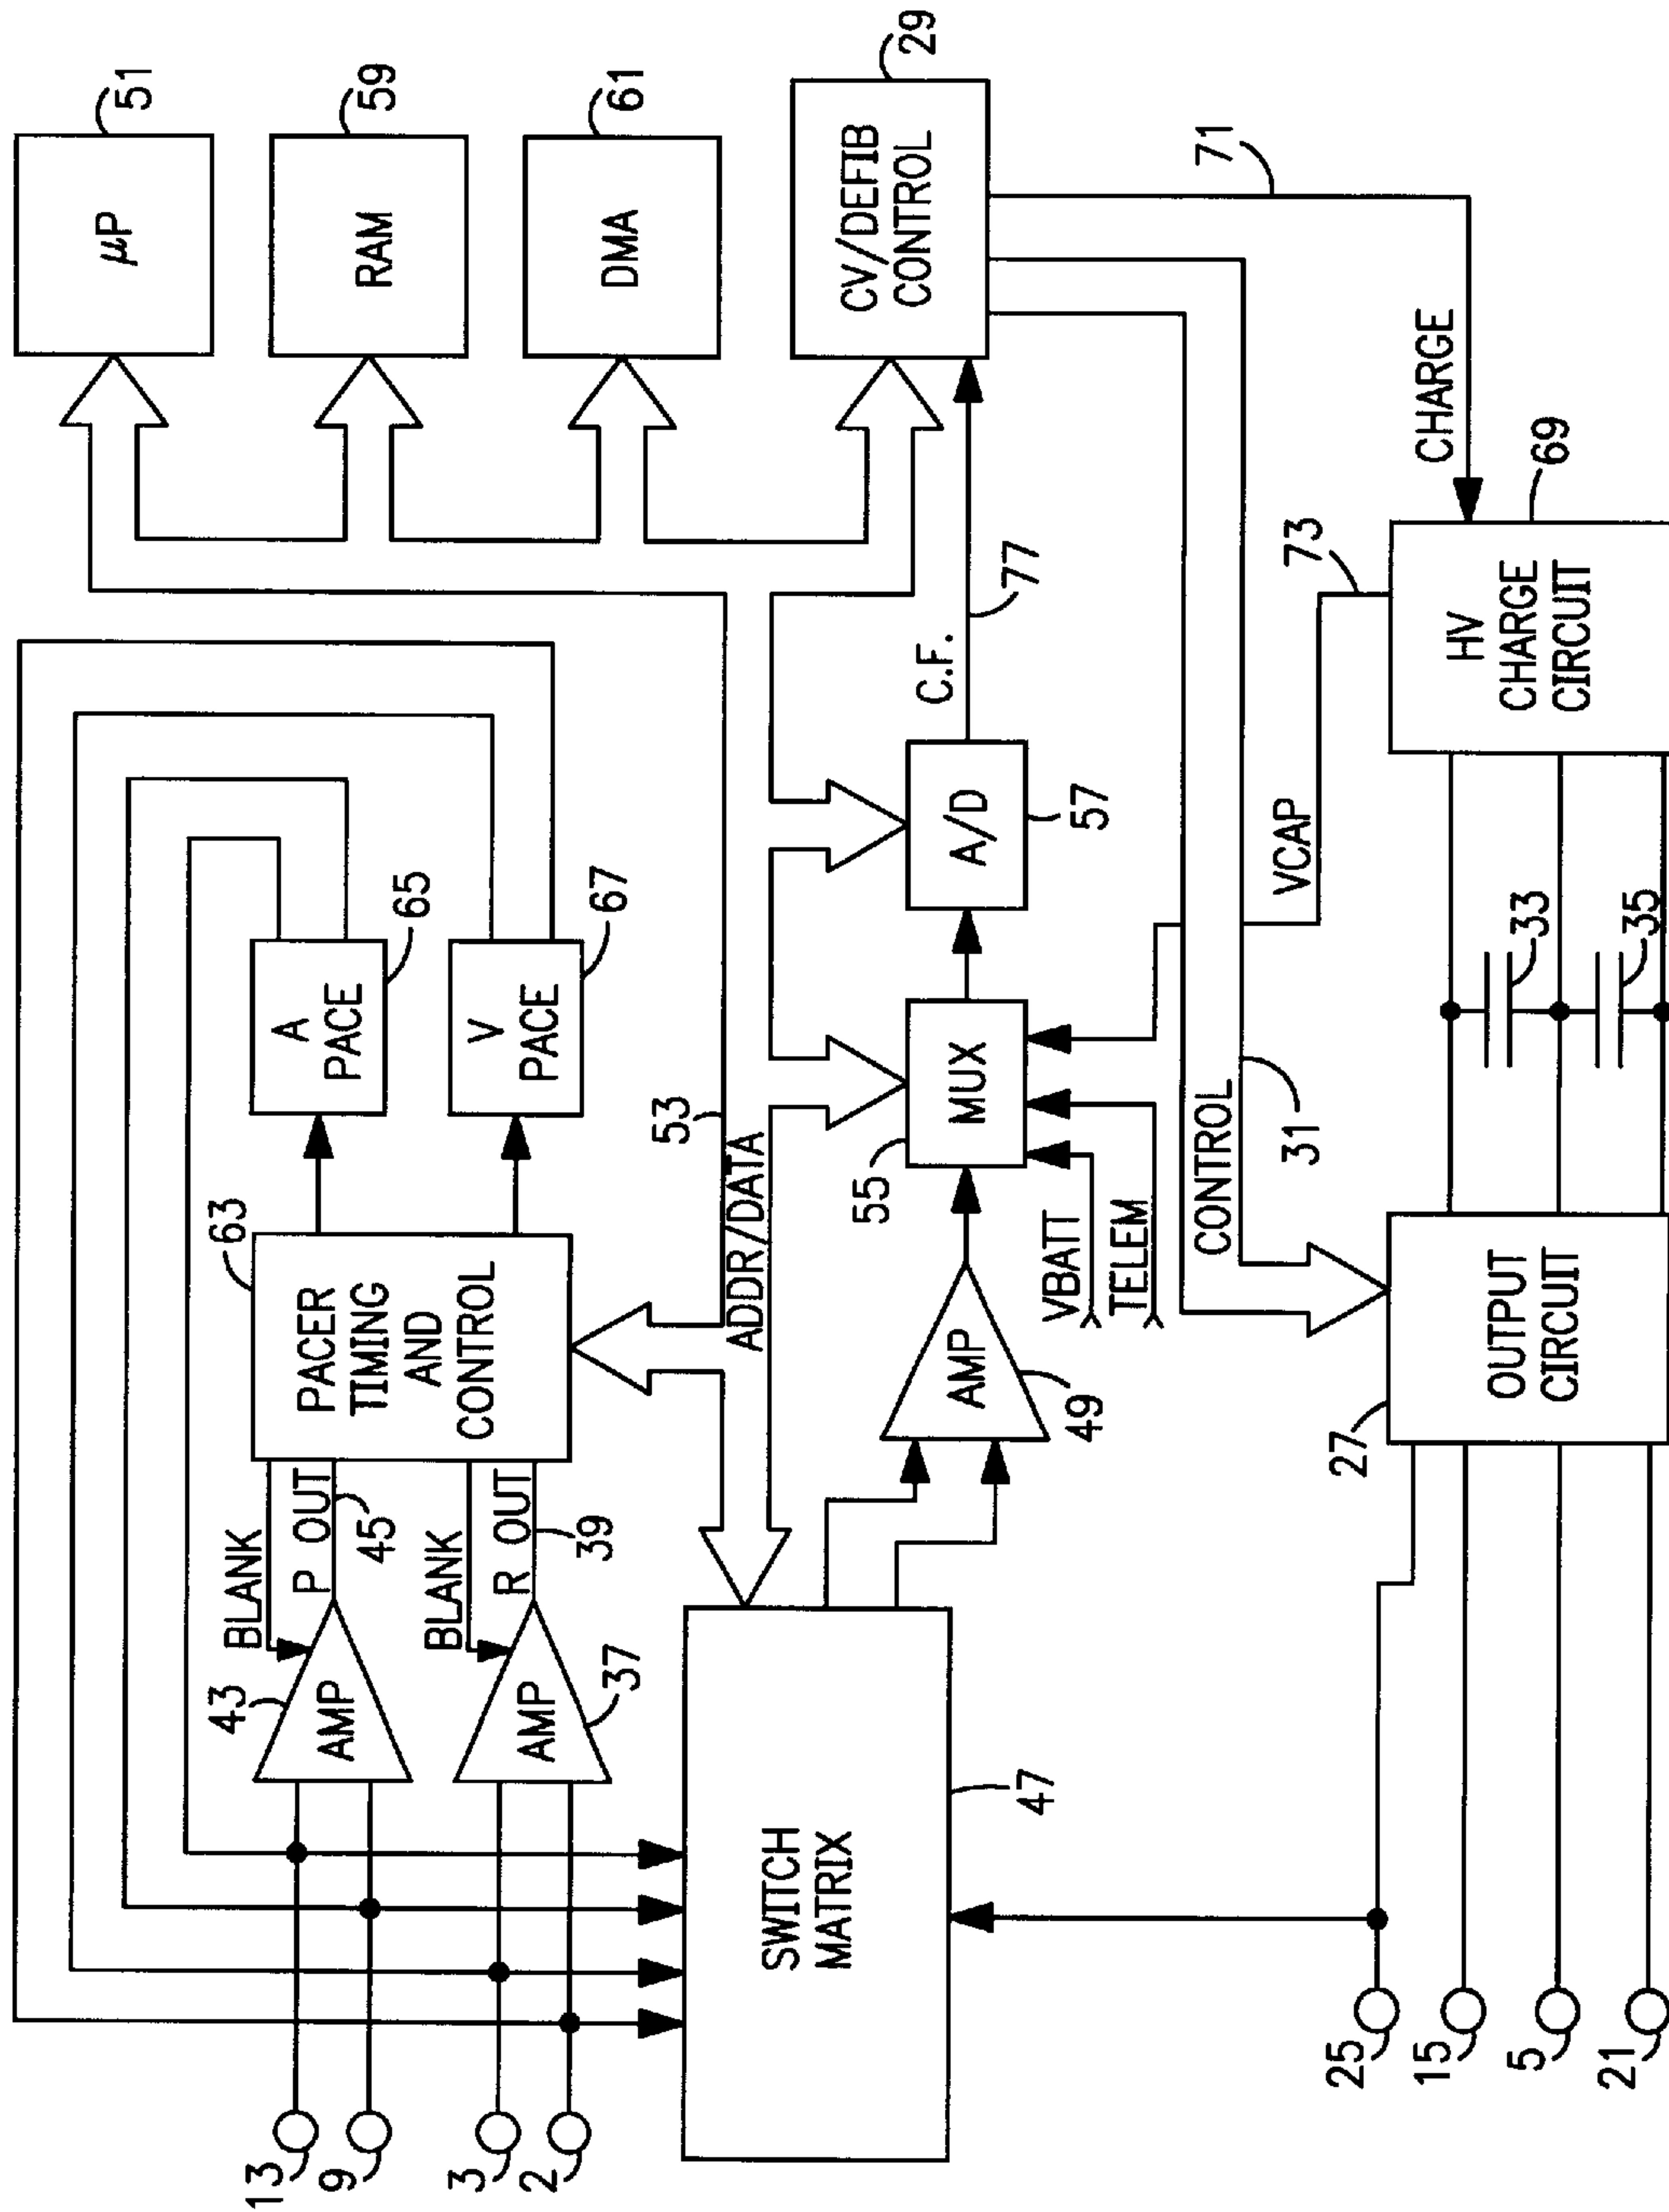 μP
51
RAM
59
DMA
61
CV/DEFIB
CONTROL
29
71
CHARGE
A
PACE
65
V
PACE
67
63
PACER
TIMING
AND
CONTROL
BLANK
P OUT
45
BLANK
R OUT
39
43
AMP
AMP
37
13
9
3
2
53
ADDR/DATA
C.F.
77
A/D
57
MUX
55
VBATT
TELEM
AMP
49
SWITCH
MATRIX
47
CONTROL
31
VCAP
73
HV
CHARGE
CIRCUIT
69
33
35
OUTPUT
CIRCUIT
27
25
15
5
21